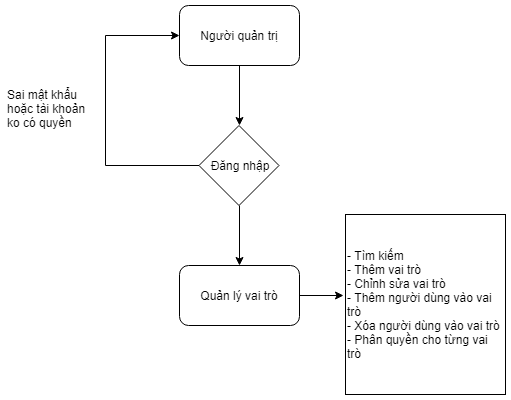 Người quản trị
Sai mật khẩu
hoặc tài khoản
ko có quyền
Đăng nhập
Quản lý vai trò
- Tìm kiếm
- Thêm vai trò
- Chỉnh sửa vai trò
- Thêm người dùng vào vai
trò
- Xóa người dùng vào vai trò
- Phân quyền cho từng vai
trò